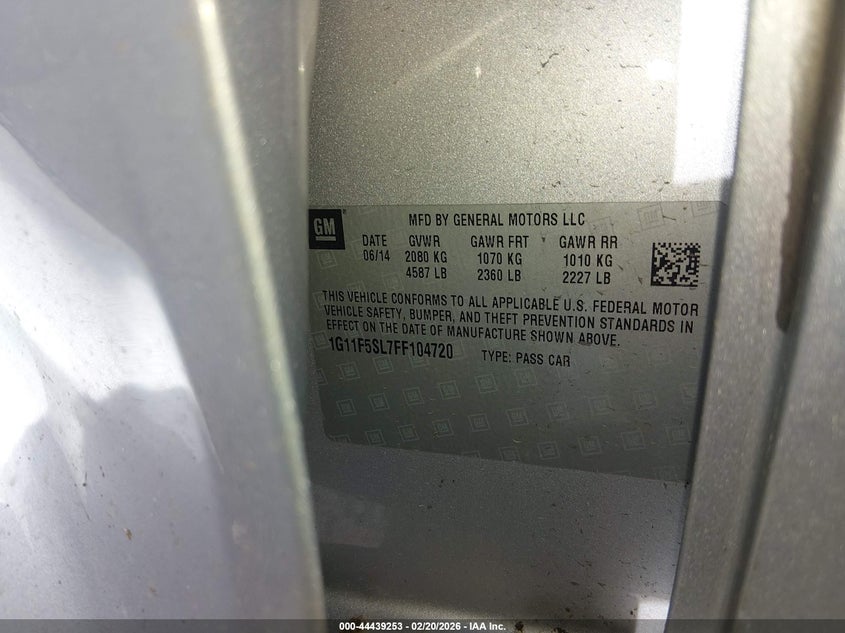 GM MFD BY GENERAL MOTORS LLC
DATE GVWR GAWR FRT GAWR RR
06/14 2080 KG 1070 KG 1010 KG
4587 LB 2360 LB 2227 LB
THIS VEHICLE CONFORMS TO ALL APPLICABLE U.S. FEDERAL MOTOR
VEHICLE SAFETY, BUMPER, AND THEFT PREVENTION STANDARDS IN
EFFECT ON THE DATE OF MANUFACTURE SHOWN ABOVE.
1G11F5SL7FF104720 TYPE: PASS CAR
000-44439253 - 02/20/2026 - IAA Inc.